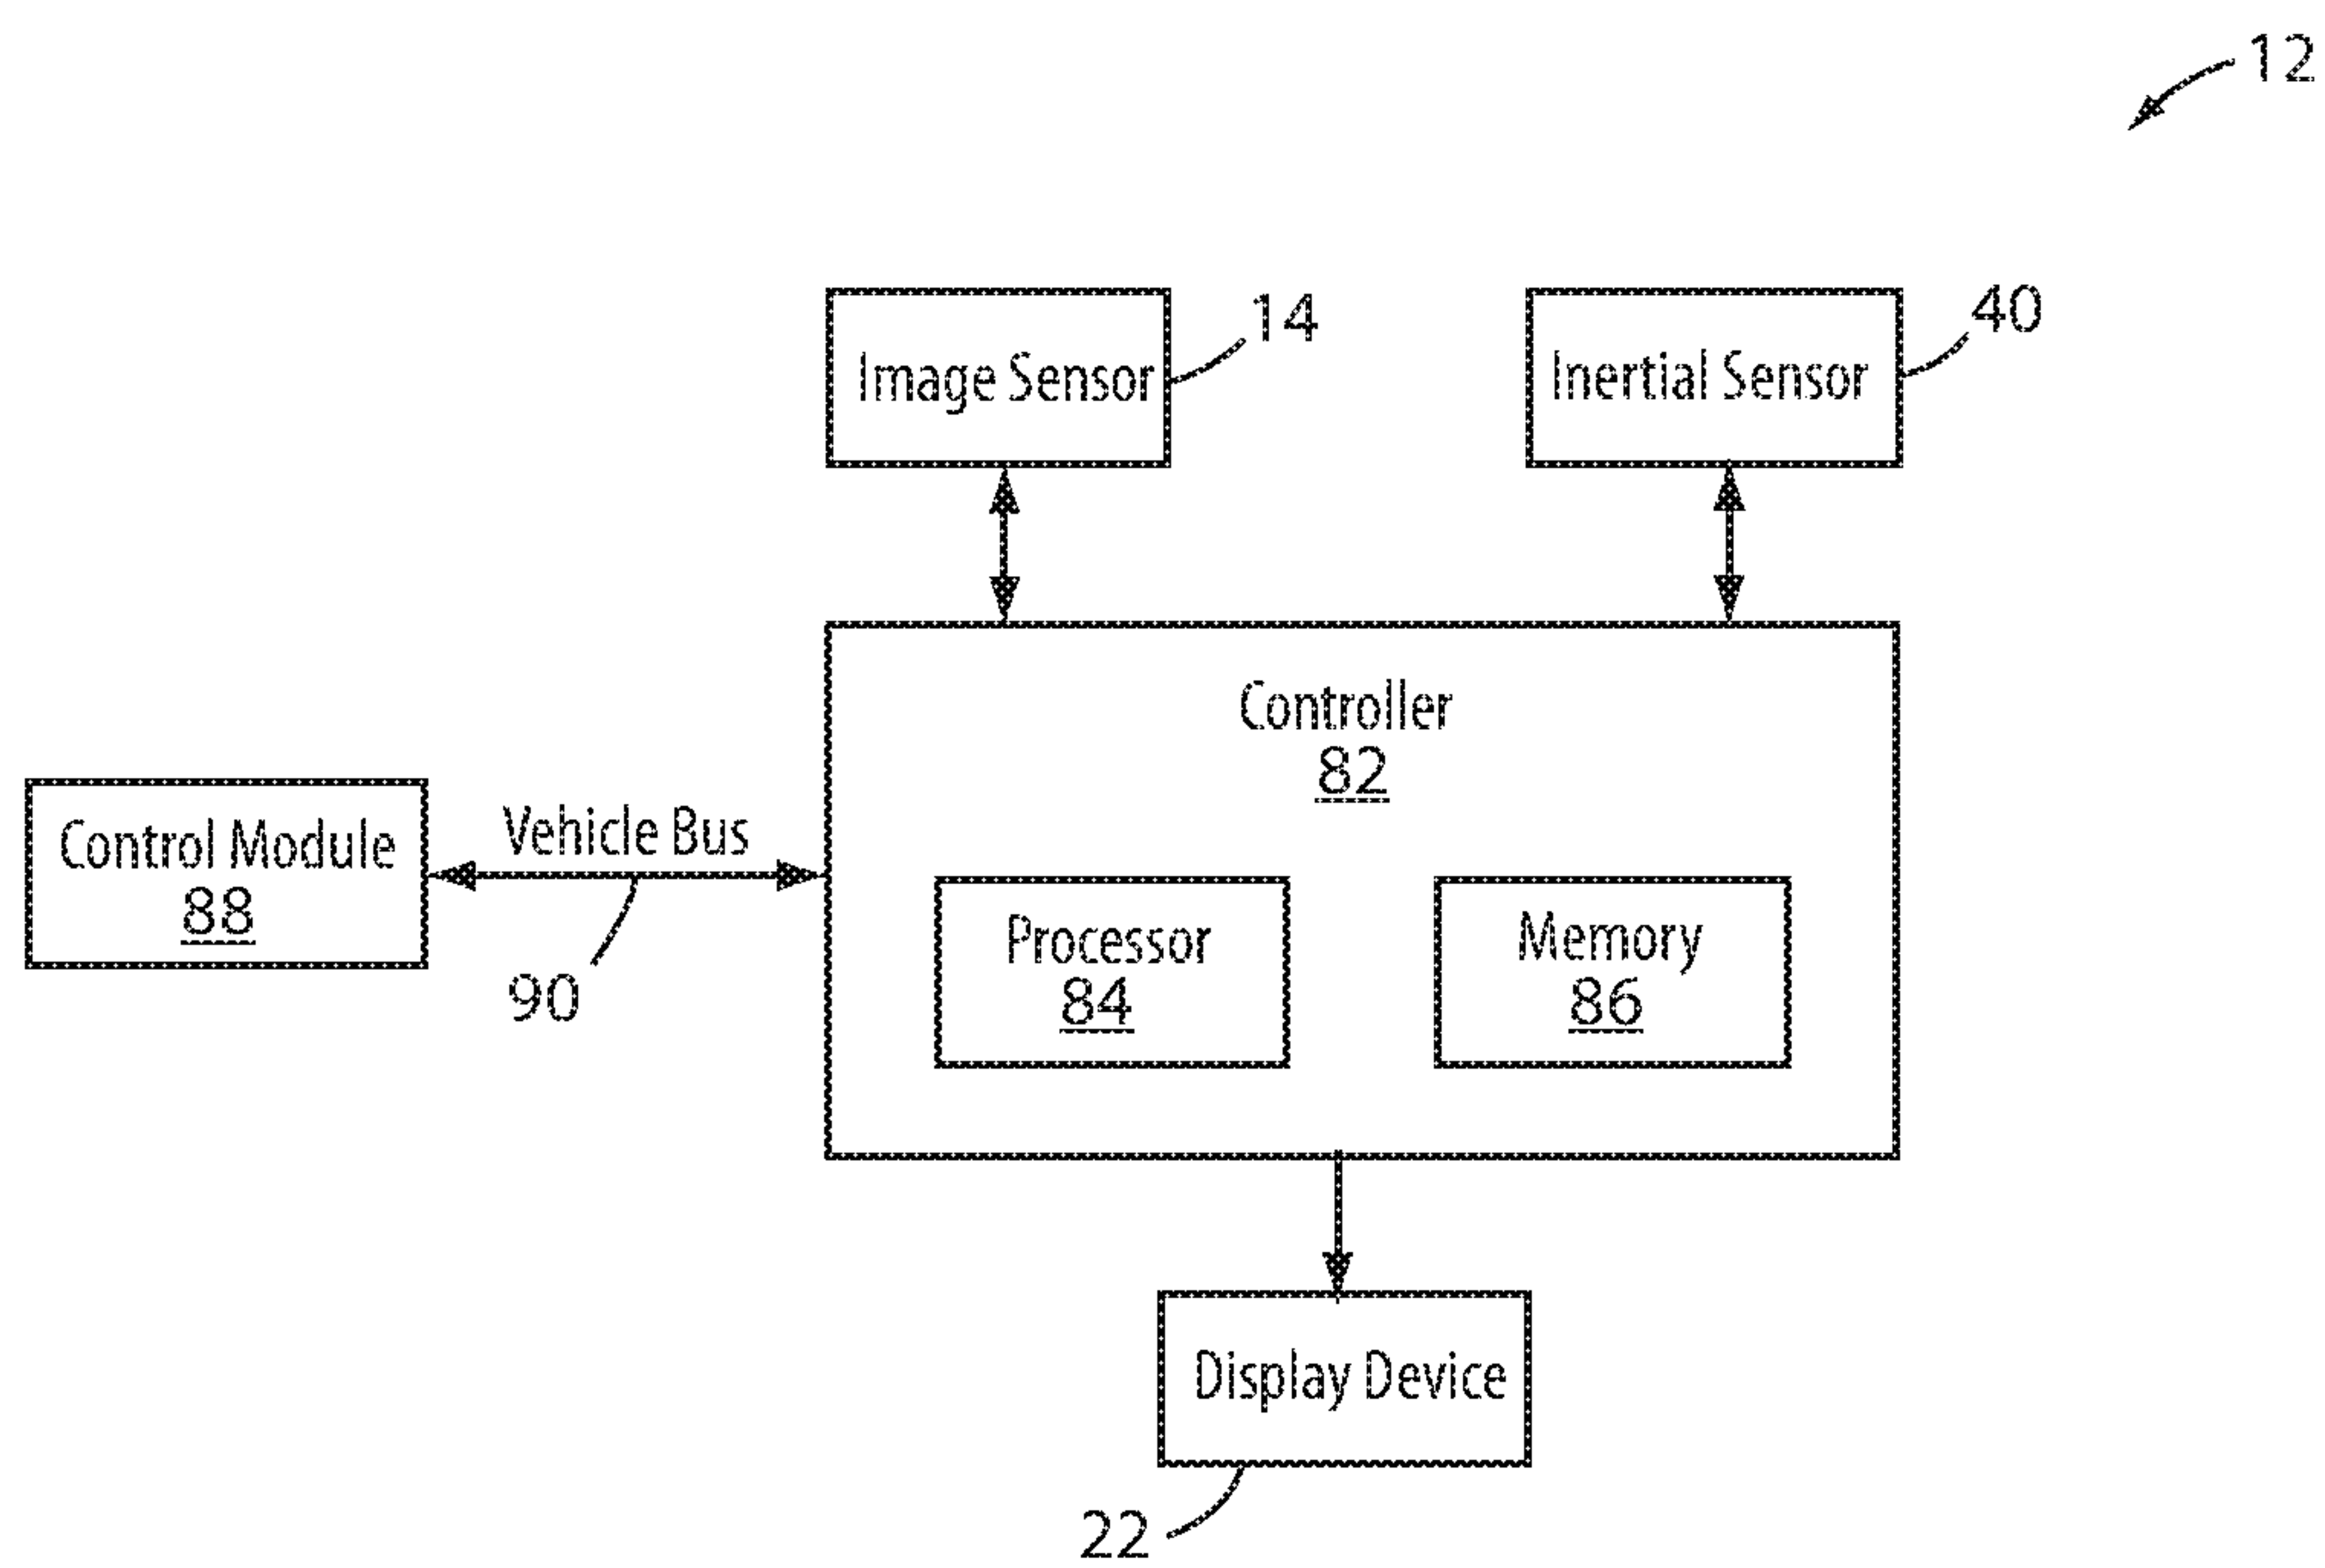 12
Image Sensor
14
Inertial Sensor
40
Controller
82
Control Module
88
Vehicle Bus
90
Processor
84
Memory
86
Display Device
22